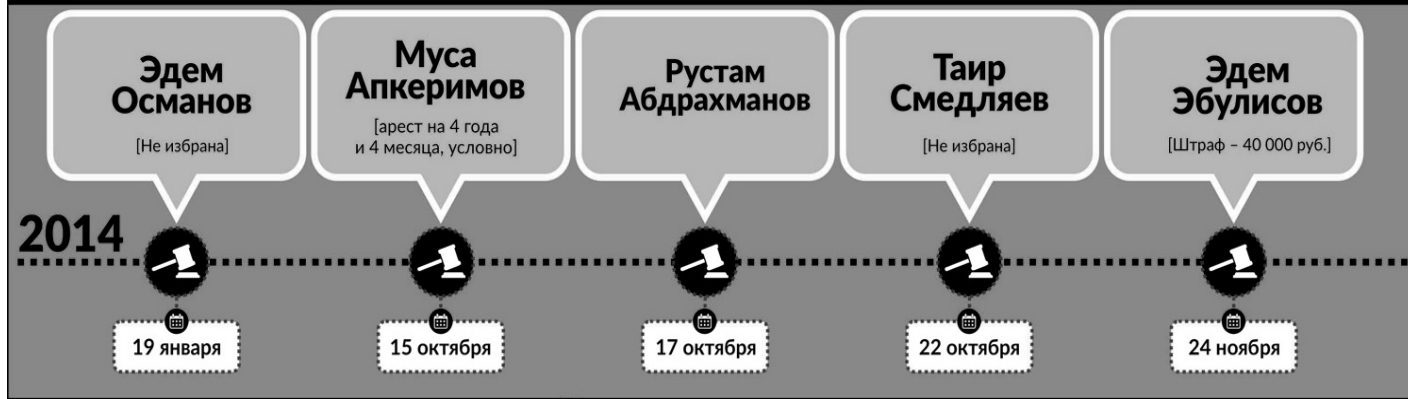 Эдем
Османов
[Не избрана]
Муса
Апкеримов
[арест на 4 года
и 4 месяца, условно]
Рустам
Абдрахманов
Таир
Смедляев
[Не избрана]
Эдем
Эбулисов
[Штраф – 40 000 руб.]
2014
19 января
15 октября
17 октября
22 октября
24 ноября